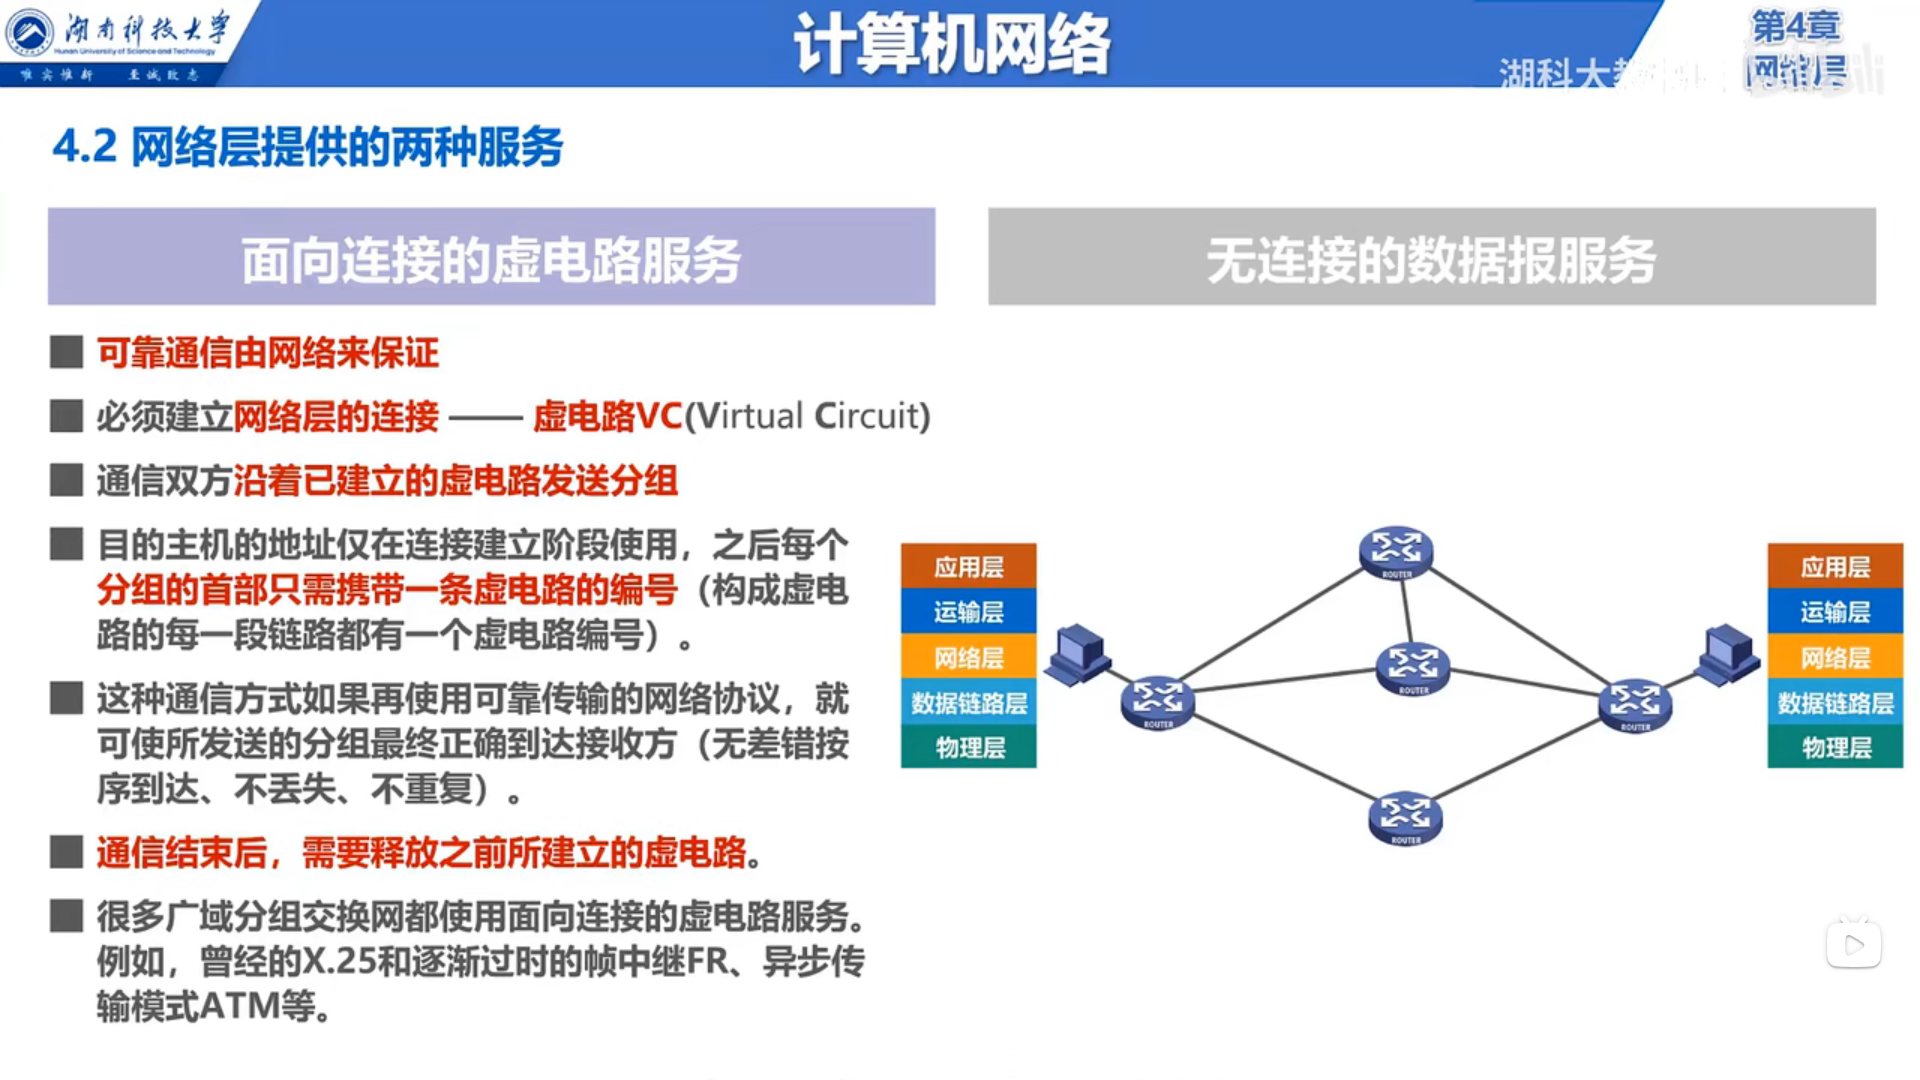 湖南科技大学
Hunan University of Science and Technology
唯实惟新 至诚致志
计算机网络
第4章
网络层
湖科大教
4.2 网络层提供的两种服务
面向连接的虚电路服务
无连接的数据报服务
可靠通信由网络来保证
必须建立网络层的连接 —— 虚电路VC(Virtual Circuit)
通信双方沿着已建立的虚电路发送分组
目的主机的地址仅在连接建立阶段使用，之后每个
分组的首部只需携带一条虚电路的编号（构成虚电
路的每一段链路都有一个虚电路编号）。
这种通信方式如果再使用可靠传输的网络协议，就
可使所发送的分组最终正确到达接收方（无差错按
序到达、不丢失、不重复）。
通信结束后，需要释放之前所建立的虚电路。
很多广域分组交换网都使用面向连接的虚电路服务。
例如，曾经的X.25和逐渐过时的帧中继FR、异步传
输模式ATM等。
应用层
运输层
网络层
数据链路层
物理层
ROUTER
ROUTER
ROUTER
ROUTER
ROUTER
应用层
运输层
网络层
数据链路层
物理层